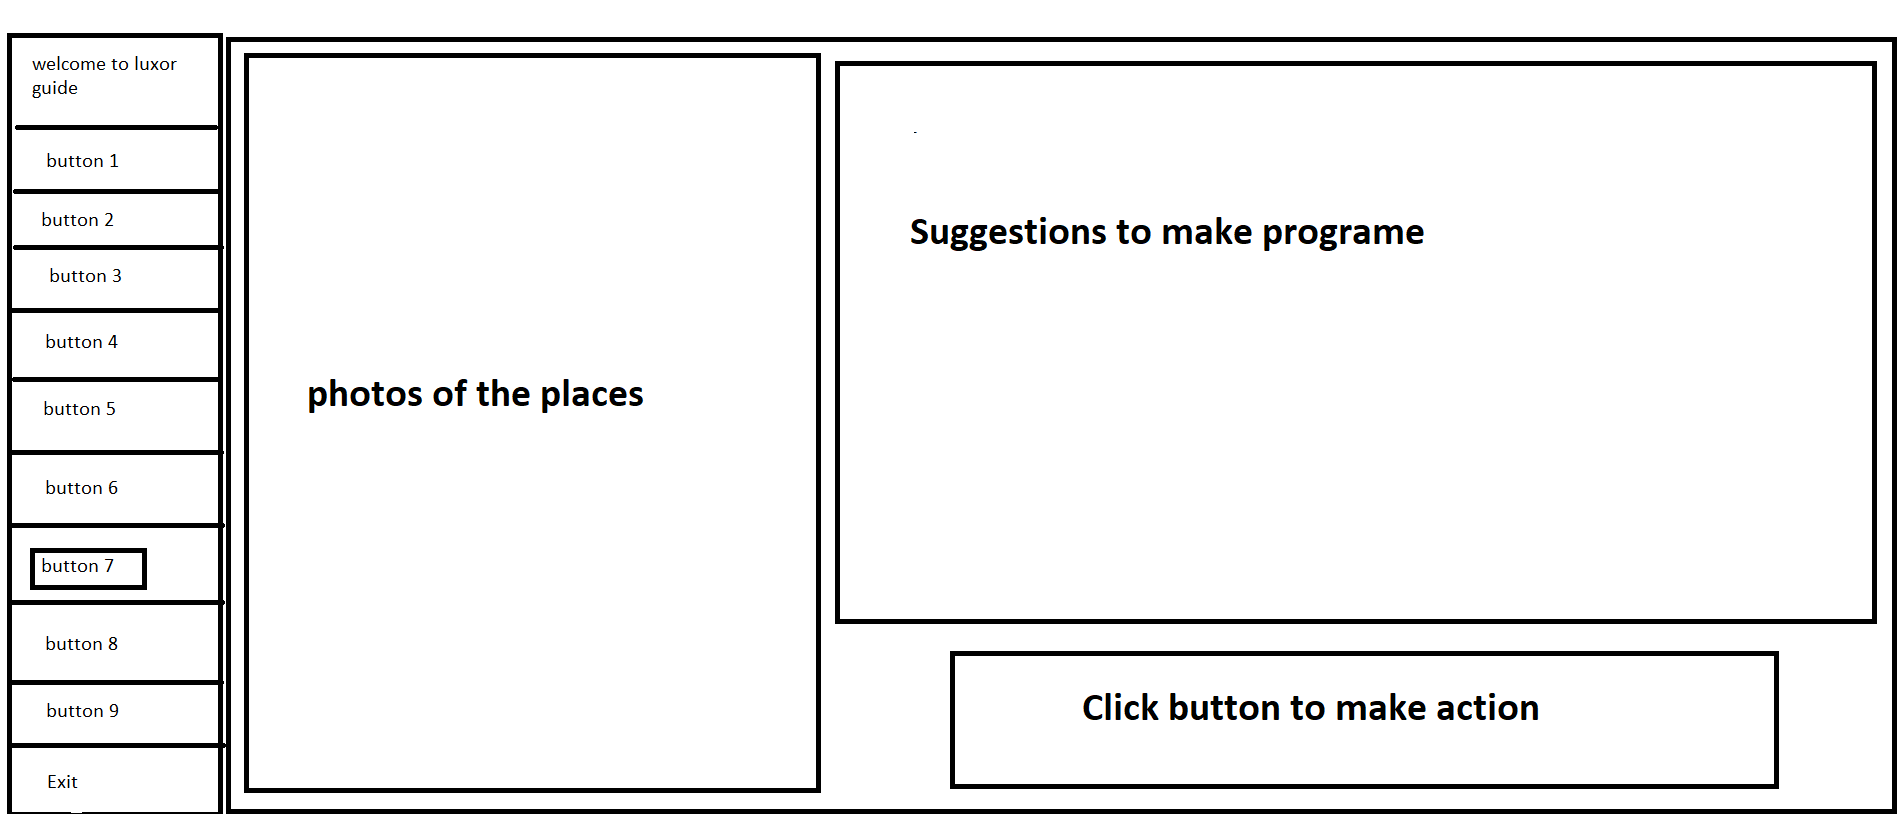 welcome to luxor
guide
button 1
button 2
button 3
button 4
button 5
button 6
button 7
button 8
button 9
Exit
photos of the places
Suggestions to make programe
Click button to make action